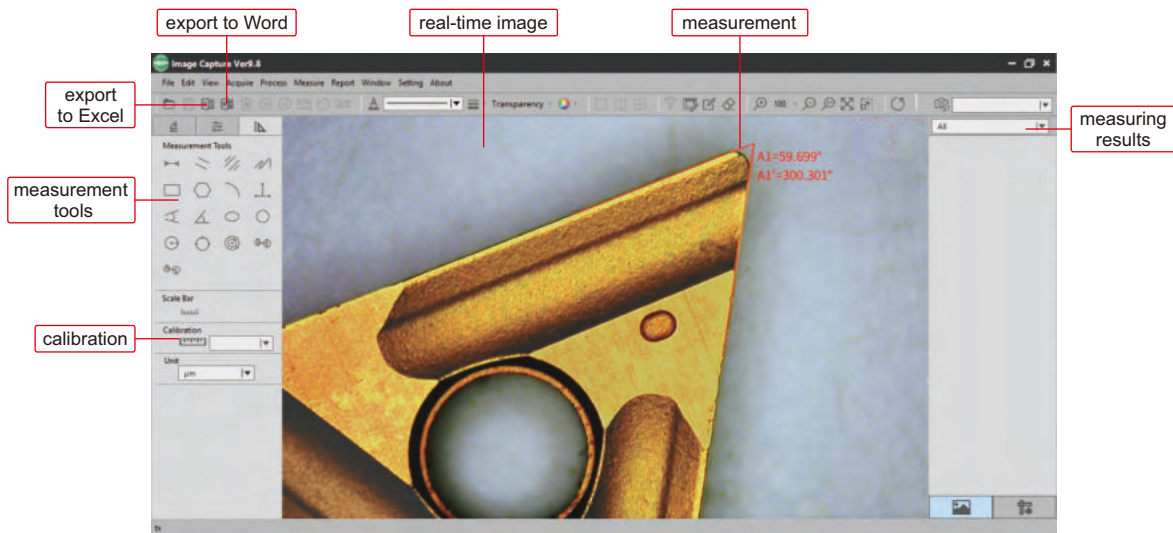 export to Word
real-time image
measurement
Image Capture Ver9.8
File Edit View Acquire Process Measure Report Window Setting About
export
to Excel
Transparency
100
All
measuring
results
Measurement Tools
A1=59.699°
A1'=300.301°
measurement
tools
Scale Bar
calibration
Calibration
Unit
µm